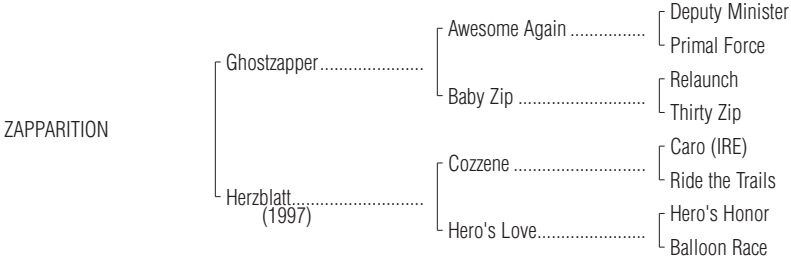 Deputy Minister
Awesome Again ................
Primal Force
Ghostzapper......................
Relaunch
Baby Zip ...........................
Thirty Zip
ZAPPARITION
Caro (IRE)
Cozzene ............................
Ride the Trails
Herzblatt............................
(1997)
Hero's Honor
Hero's Love.......................
Balloon Race